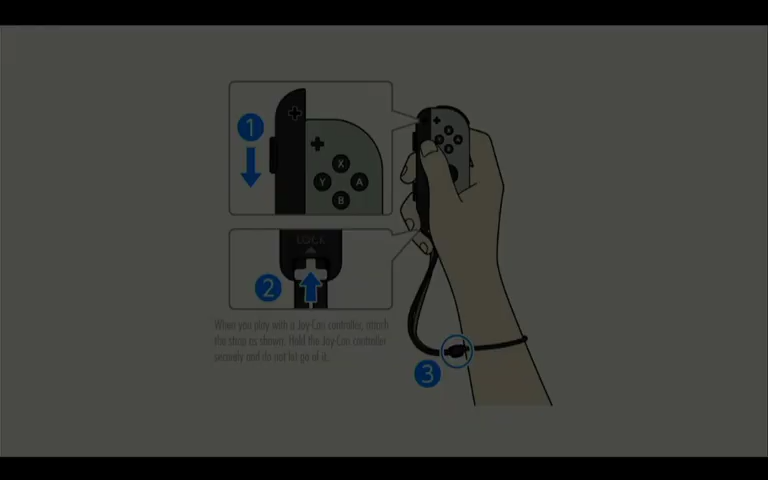 1
X
Y
A
B
LOCK
2
When you play with a Joy-Con controller, attach
the strap as shown. Hold the Joy-Con controller
securely and do not let go of it.
3